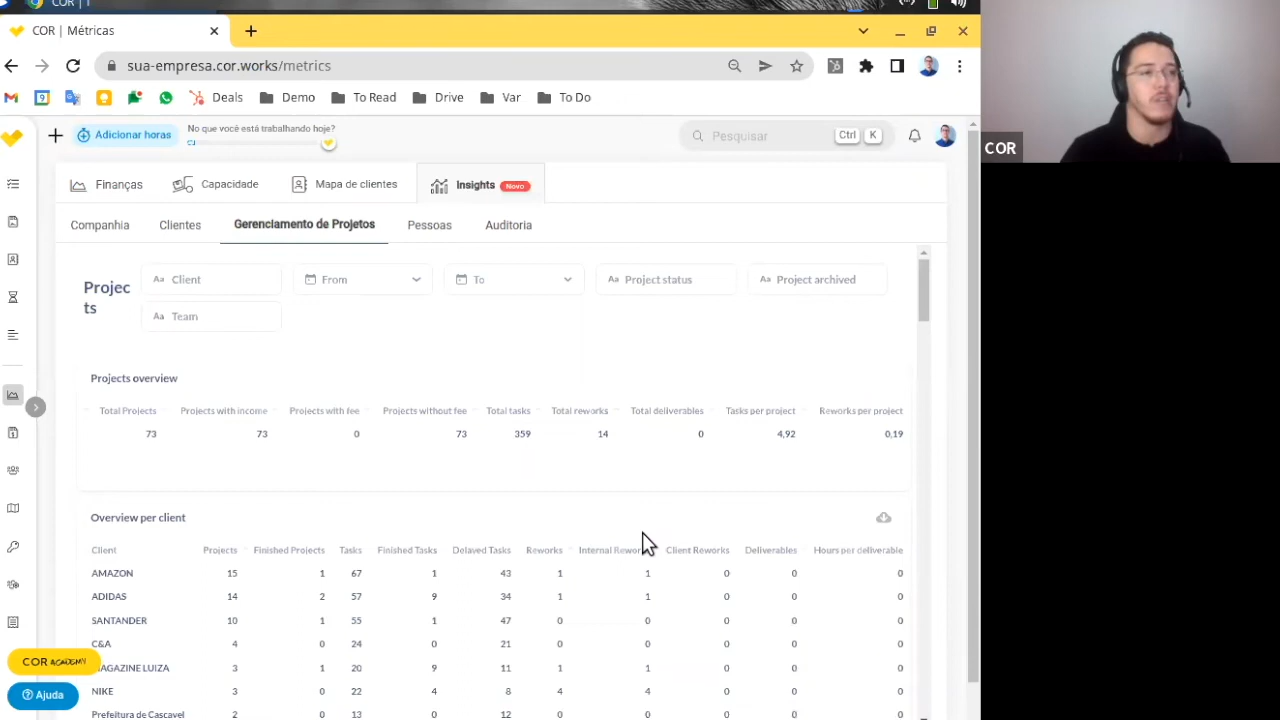 COR | Métricas
sua-empresa.cor.works/metrics
Deals Demo To Read Drive Var To Do
Adicionar horas
No que você está trabalhando hoje?
Pesquisar Ctrl K
COR
Finanças Capacidade Mapa de clientes Insights Novo
Companhia Clientes Gerenciamento de Projetos Pessoas Auditoria
Projec
ts
Client From To Project status Project archived
Team
Projects overview
Total Projects Projects with income Projects with fee Projects without fee Total tasks Total reworks Total deliverables Tasks per project Reworks per project
73 73 0 73 359 14 0 4,92 0,19
Overview per client
Client Projects Finished Projects Tasks Finished Tasks Delayed Tasks Reworks Internal Client Reworks Deliverables Hours per deliverable
AMAZON 15 1 67 1 43 1 1 0 0 0
ADIDAS 14 2 57 9 34 1 1 0 0 0
SANTANDER 10 1 55 1 47 0 0 0 0 0
C&A 4 0 24 0 21 0 0 0 0 0
MAGAZINE LUIZA 3 1 20 9 11 1 1 0 0 0
NIKE 3 0 22 4 8 4 4 0 0 0
Prefeitura de Cascavel 2 0 13 0 12 0 0 0 0 0
COR ACADEMY
Ajuda